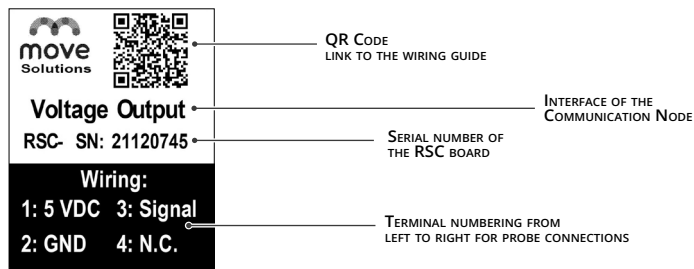 move
Solutions
QR Code
link to the wiring guide
Voltage Output
Interface of the
Communication Node
RSC- SN: 21120745
Serial number of
the RSC board
Wiring:
1: 5 VDC 3: Signal
2: GND 4: N.C.
Terminal numbering from
left to right for probe connections